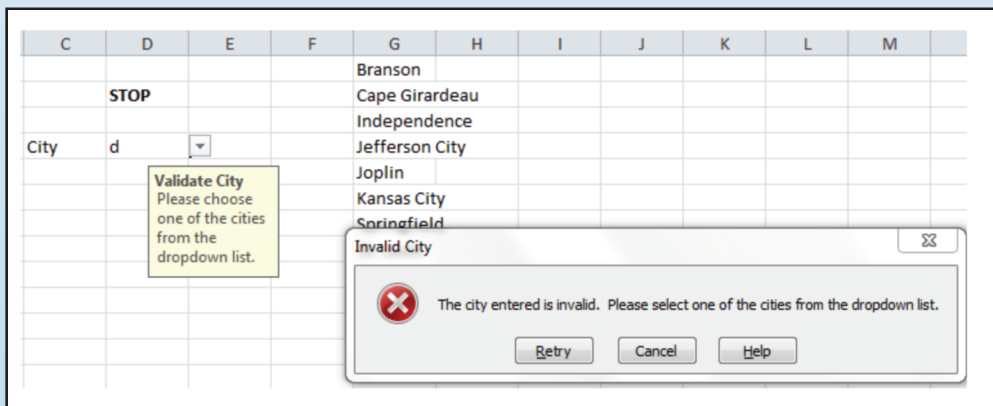 C D E F G H I J K L M
Branson
STOP Cape Girardeau
Independence
City d Jefferson City
Joplin
Kansas City
Springfield
Validate City
Please choose
one of the cities
from the
dropdown list.
Invalid City
The city entered is invalid. Please select one of the cities from the dropdown list.
Retry Cancel Help